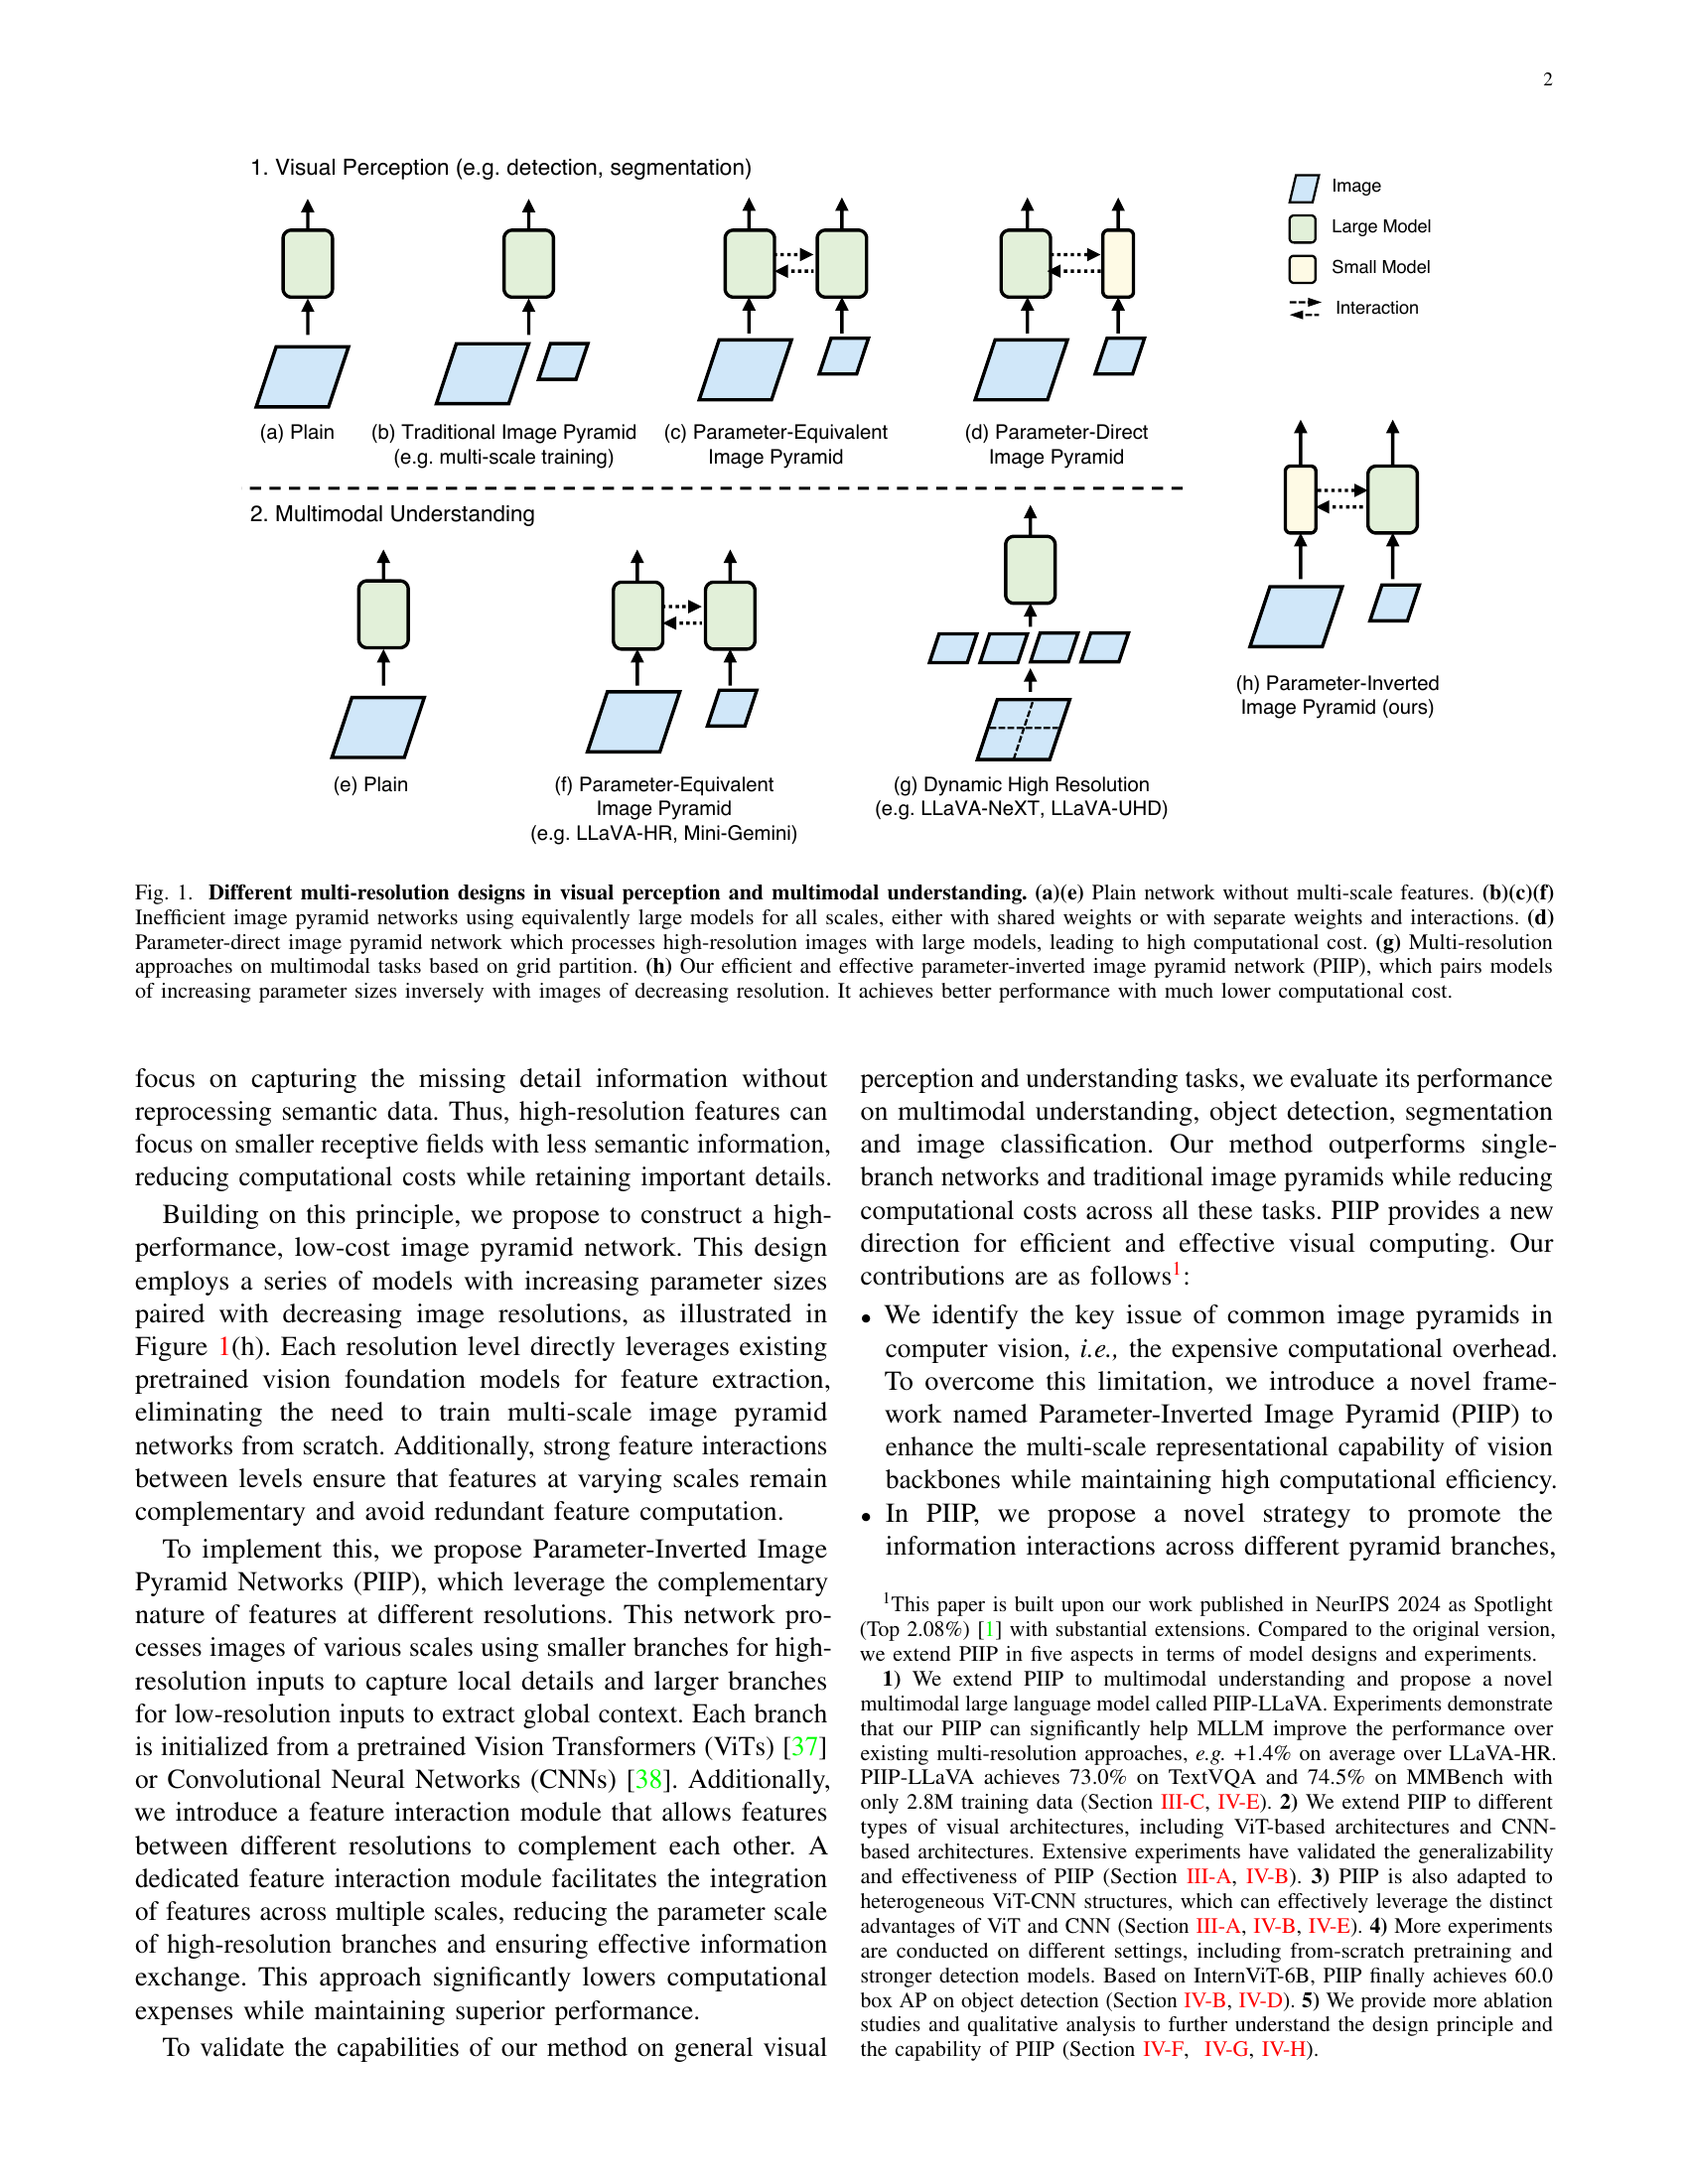 2
1. Visual Perception (e.g. detection, segmentation)
Image
Large Model
Small Model
Interaction
(a) Plain
(b) Traditional Image Pyramid
(e.g. multi-scale training)
(c) Parameter-Equivalent
Image Pyramid
(d) Parameter-Direct
Image Pyramid
2. Multimodal Understanding
(e) Plain
(f) Parameter-Equivalent
Image Pyramid
(e.g. LLaVA-HR, Mini-Gemini)
(g) Dynamic High Resolution
(e.g. LLaVA-NeXT, LLaVA-UHD)
(h) Parameter-Inverted
Image Pyramid (ours)
Fig. 1. Different multi-resolution designs in visual perception and multimodal understanding. (a)(e) Plain network without multi-scale features. (b)(c)(f)
Inefficient image pyramid networks using equivalently large models for all scales, either with shared weights or with separate weights and interactions. (d)
Parameter-direct image pyramid network which processes high-resolution images with large models, leading to high computational cost. (g) Multi-resolution
approaches on multimodal tasks based on grid partition. (h) Our efficient and effective parameter-inverted image pyramid network (PIIP), which pairs models
of increasing parameter sizes inversely with images of decreasing resolution. It achieves better performance with much lower computational cost.
focus on capturing the missing detail information without
reprocessing semantic data. Thus, high-resolution features can
focus on smaller receptive fields with less semantic information,
reducing computational costs while retaining important details.
Building on this principle, we propose to construct a high-
performance, low-cost image pyramid network. This design
employs a series of models with increasing parameter sizes
paired with decreasing image resolutions, as illustrated in
Figure 1(h). Each resolution level directly leverages existing
pretrained vision foundation models for feature extraction,
eliminating the need to train multi-scale image pyramid
networks from scratch. Additionally, strong feature interactions
between levels ensure that features at varying scales remain
complementary and avoid redundant feature computation.
To implement this, we propose Parameter-Inverted Image
Pyramid Networks (PIIP), which leverage the complementary
nature of features at different resolutions. This network pro-
cesses images of various scales using smaller branches for high-
resolution inputs to capture local details and larger branches
for low-resolution inputs to extract global context. Each branch
is initialized from a pretrained Vision Transformers (ViTs) [37]
or Convolutional Neural Networks (CNNs) [38]. Additionally,
we introduce a feature interaction module that allows features
between different resolutions to complement each other. A
dedicated feature interaction module facilitates the integration
of features across multiple scales, reducing the parameter scale
of high-resolution branches and ensuring effective information
exchange. This approach significantly lowers computational
expenses while maintaining superior performance.
To validate the capabilities of our method on general visual
perception and understanding tasks, we evaluate its performance
on multimodal understanding, object detection, segmentation
and image classification. Our method outperforms single-
branch networks and traditional image pyramids while reducing
computational costs across all these tasks. PIIP provides a new
direction for efficient and effective visual computing. Our
contributions are as follows1:
• We identify the key issue of common image pyramids in
computer vision, i.e., the expensive computational overhead.
To overcome this limitation, we introduce a novel frame-
work named Parameter-Inverted Image Pyramid (PIIP) to
enhance the multi-scale representational capability of vision
backbones while maintaining high computational efficiency.
• In PIIP, we propose a novel strategy to promote the
information interactions across different pyramid branches,
1This paper is built upon our work published in NeurIPS 2024 as Spotlight
(Top 2.08%) [1] with substantial extensions. Compared to the original version,
we extend PIIP in five aspects in terms of model designs and experiments.
1) We extend PIIP to multimodal understanding and propose a novel
multimodal large language model called PIIP-LLaVA. Experiments demonstrate
that our PIIP can significantly help MLLM improve the performance over
existing multi-resolution approaches, e.g. +1.4% on average over LLaVA-HR.
PIIP-LLaVA achieves 73.0% on TextVQA and 74.5% on MMBench with
only 2.8M training data (Section III-C, IV-E). 2) We extend PIIP to different
types of visual architectures, including ViT-based architectures and CNN-
based architectures. Extensive experiments have validated the generalizability
and effectiveness of PIIP (Section III-A, IV-B). 3) PIIP is also adapted to
heterogeneous ViT-CNN structures, which can effectively leverage the distinct
advantages of ViT and CNN (Section III-A, IV-B, IV-E). 4) More experiments
are conducted on different settings, including from-scratch pretraining and
stronger detection models. Based on InternViT-6B, PIIP finally achieves 60.0
box AP on object detection (Section IV-B, IV-D). 5) We provide more ablation
studies and qualitative analysis to further understand the design principle and
the capability of PIIP (Section IV-F, IV-G, IV-H).